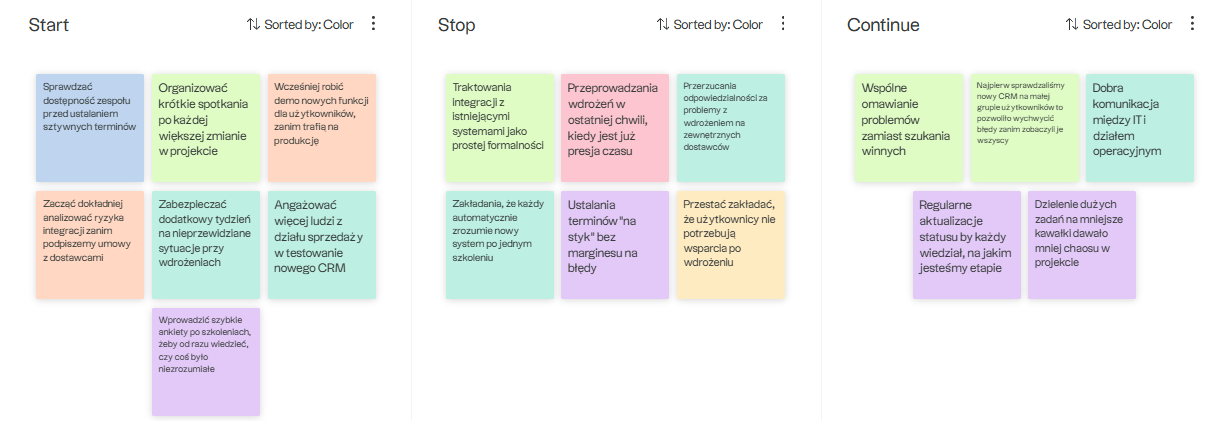 Start
Sorted by: Color
Stop
Sorted by: Color
Continue
Sorted by: Color
Sprawdzać
dostępność zespołu
przed ustaleniem
sztywnych terminów
Organizować
krótkie spotkania
po każdej
większej zmianie
w projekcie
Wcześniej robić
demo nowych funkcji
dla użytkowników,
zanim trafią na
produkcję
Zacząć dokładniej
analizować ryzyka
integracji zanim
podpiszemy umowy
z dostawcami
Zabezpieczać
dodatkowy tydzień
na nieprzewidziane
sytuacje przy
wdrożeniach
Angażować
więcej ludzi z
działu sprzedaży
w testowanie
nowego CRM
Wprowadzić szybkie
ankiety po szkoleniach,
żeby od razu wiedzieć,
czy coś było
niezrozumiałe
Traktowania
integracji z
istniejącymi
systemami jako
prostej formalności
Przeprowadzania
wdrożeń w
ostatniej chwili,
kiedy jest już
presja czasu
Przerzucania
odpowiedzialności za
problemy z
wdrożeniem na
zewnętrznych
dostawców
Zakładania, że każdy
automatycznie
zrozumie nowy
system po jednym
szkoleniu
Ustalania
terminów "na
styk" bez
marginesu na
błędy
Przestać zakładać,
że użytkownicy nie
potrzebują
wsparcia po
wdrożeniu
Wspólne
omawianie
problemów
zamiast szukania
winnych
Najpierw sprawdzaliśmy
nowy CRM na małej
grupie użytkowników to
pozwoliło wychwycić
błędy zanim zobaczyli je
wszyscy
Dobra
komunikacja
między IT i
działem
operacyjnym
Regularne
aktualizacje
statusu by każdy
wiedział, na jakim
jesteśmy etapie
Dzielenie dużych
zadań na mniejsze
kawałki dawało
mniej chaosu w
projekcie